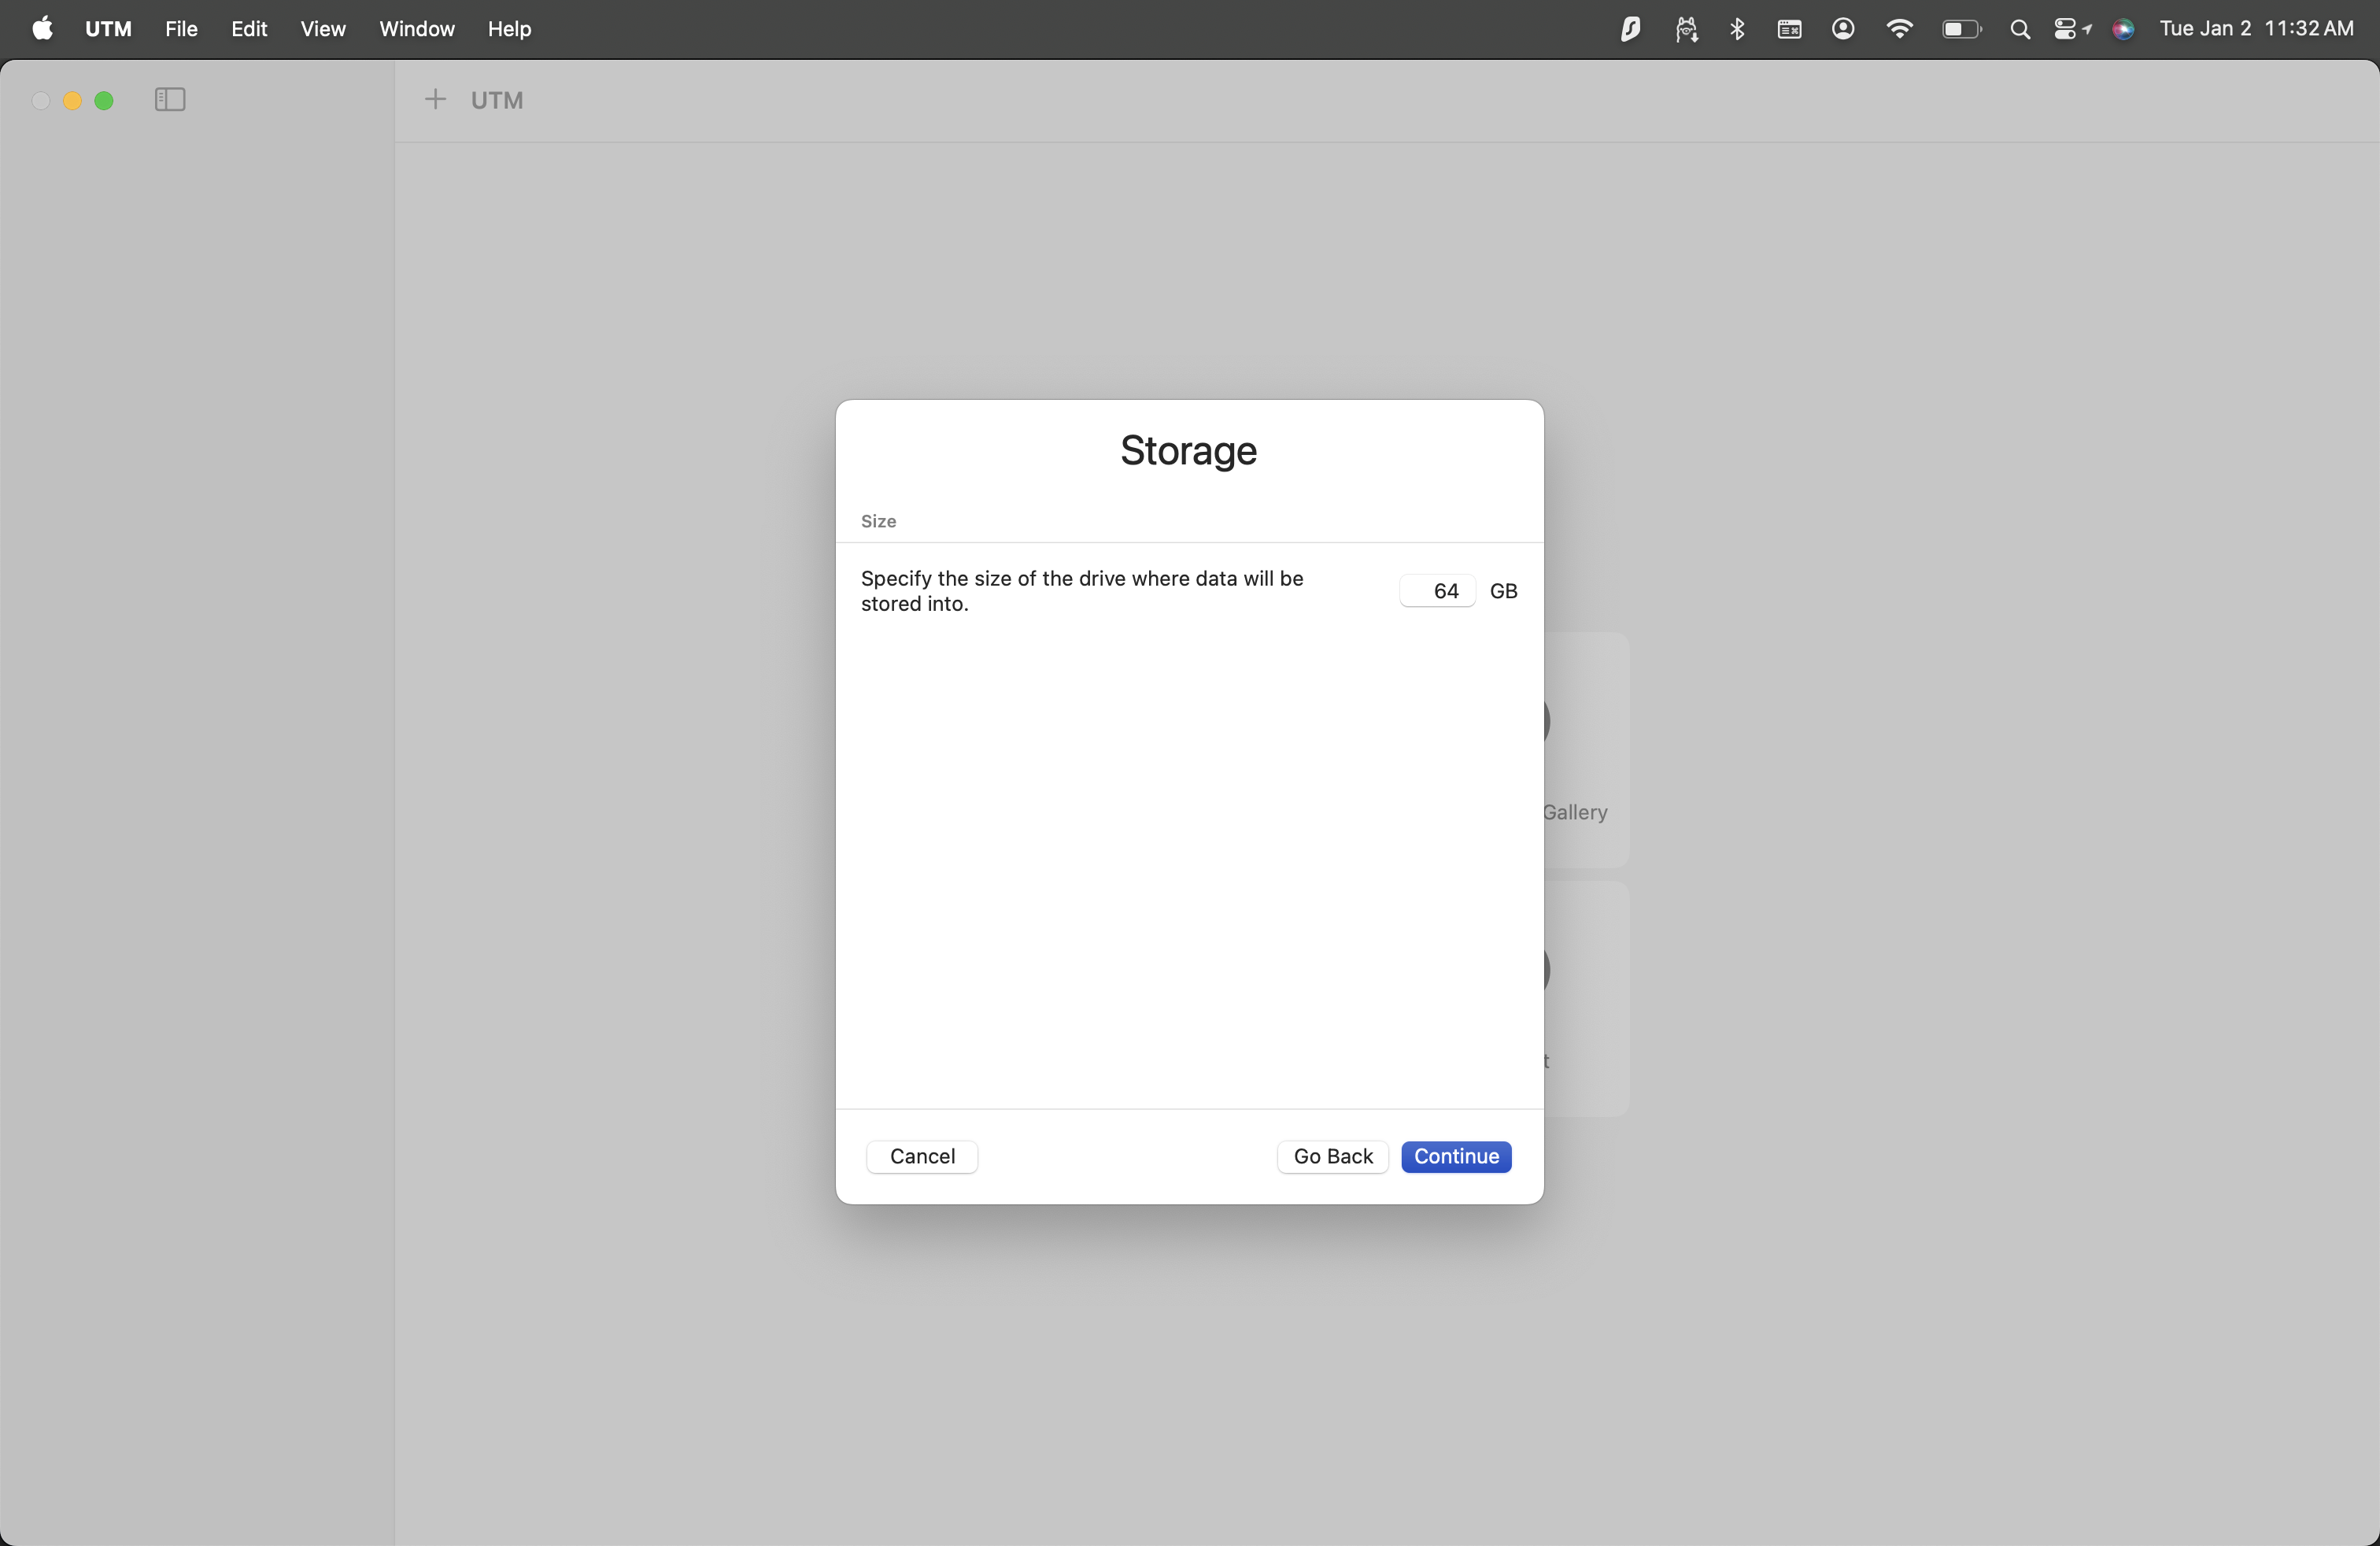 UTM File Edit View Window Help Tue Jan 2 11:32 AM
UTM
Storage
Size
Specify the size of the drive where data will be
stored into.
64 GB
Gallery
t
Cancel Go Back Continue